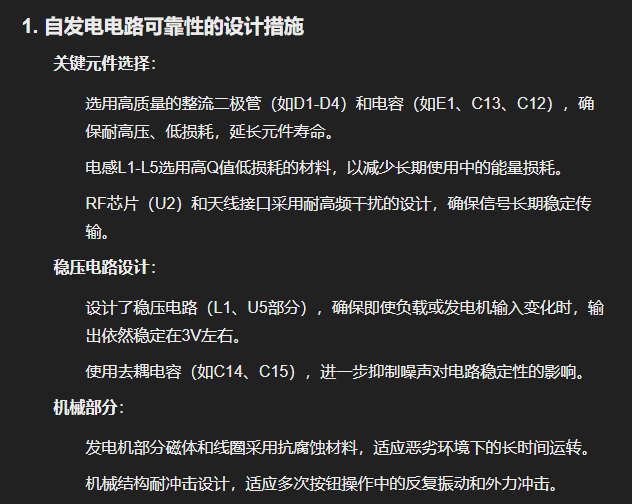 1. 自发电电路可靠性的设计措施
关键元件选择：
选用高质量的整流二极管（如D1-D4）和电容（如E1、C13、C12），确
保耐高压、低损耗，延长元件寿命。
电感L1-L5选用高Q值低损耗的材料，以减少长期使用中的能量损耗。
RF芯片（U2）和天线接口采用耐高频干扰的设计，确保信号长期稳定传
输。
稳压电路设计：
设计了稳压电路（L1、U5部分），确保即使负载或发电机输入变化时，输
出依然稳定在3V左右。
使用去耦电容（如C14、C15），进一步抑制噪声对电路稳定性的影响。
机械部分：
发电机部分磁体和线圈采用抗腐蚀材料，适应恶劣环境下的长时间运转。
机械结构耐冲击设计，适应多次按钮操作中的反复振动和外力冲击。